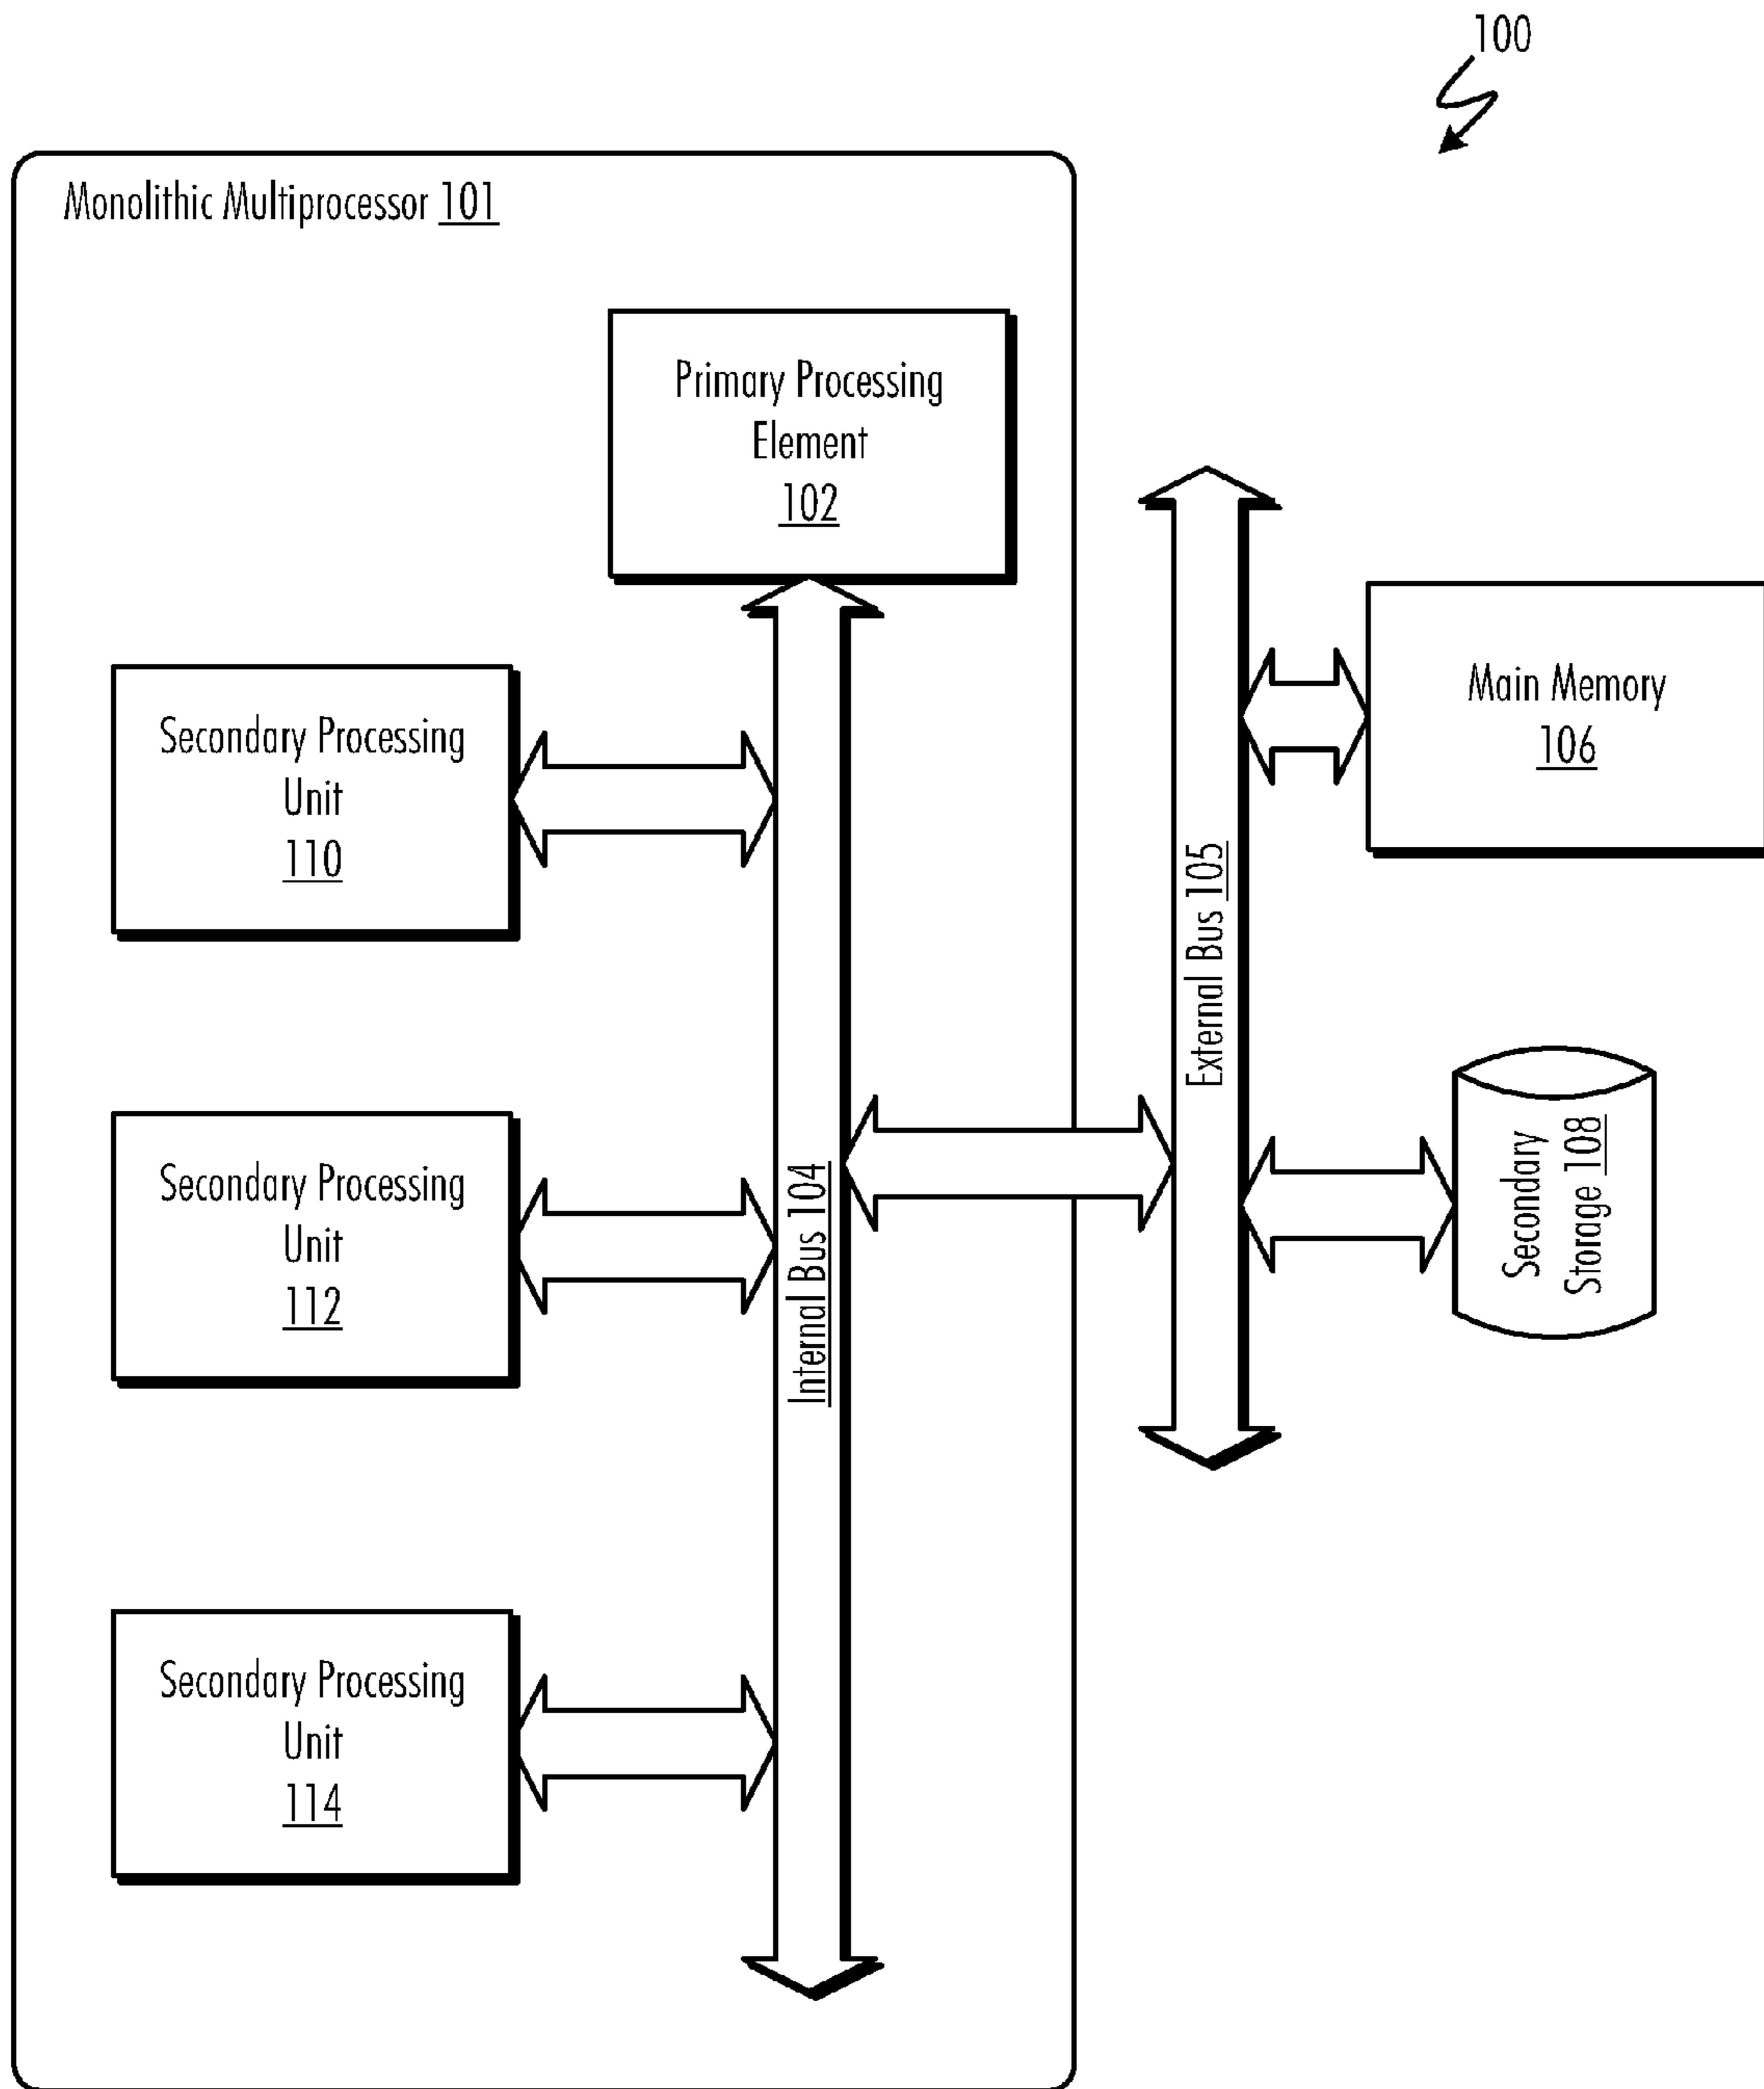 100
Monolithic Multiprocessor 101
Primary Processing
Element
102
Secondary Processing
Unit
110
Main Memory
106
External Bus 105
Secondary Processing
Unit
112
Internal Bus 104
Secondary
Storage 108
Secondary Processing
Unit
114